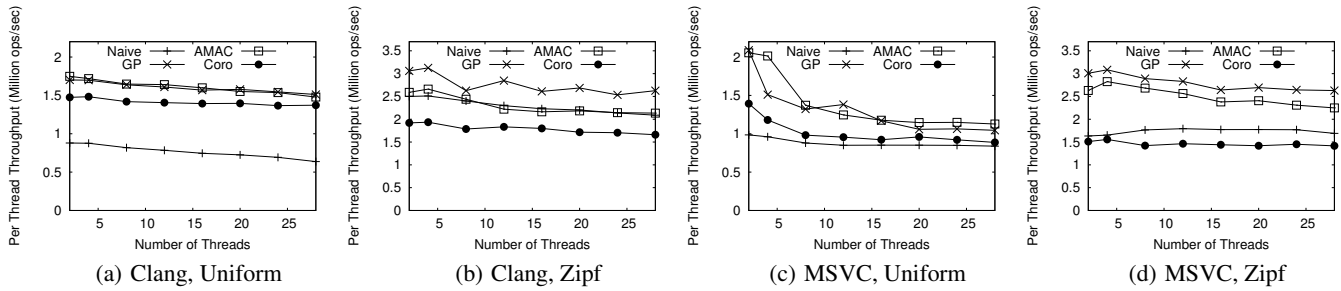 Per Thread Throughput (Million ops/sec)
2
1.5
1
0.5
0
Naive
AMAC
GP
Coro
5
10
15
20
25
Number of Threads
(a) Clang, Uniform
Per Thread Throughput (Million ops/sec)
3.5
3
2.5
2
1.5
1
0.5
0
Naive
AMAC
GP
Coro
5
10
15
20
25
Number of Threads
(b) Clang, Zipf
Per Thread Throughput (Million ops/sec)
2
1.5
1
0.5
0
Naive
AMAC
GP
Coro
5
10
15
20
25
Number of Threads
(c) MSVC, Uniform
Per Thread Throughput (Million ops/sec)
3.5
3
2.5
2
1.5
1
0.5
0
Naive
AMAC
GP
Coro
5
10
15
20
25
Number of Threads
(d) MSVC, Zipf